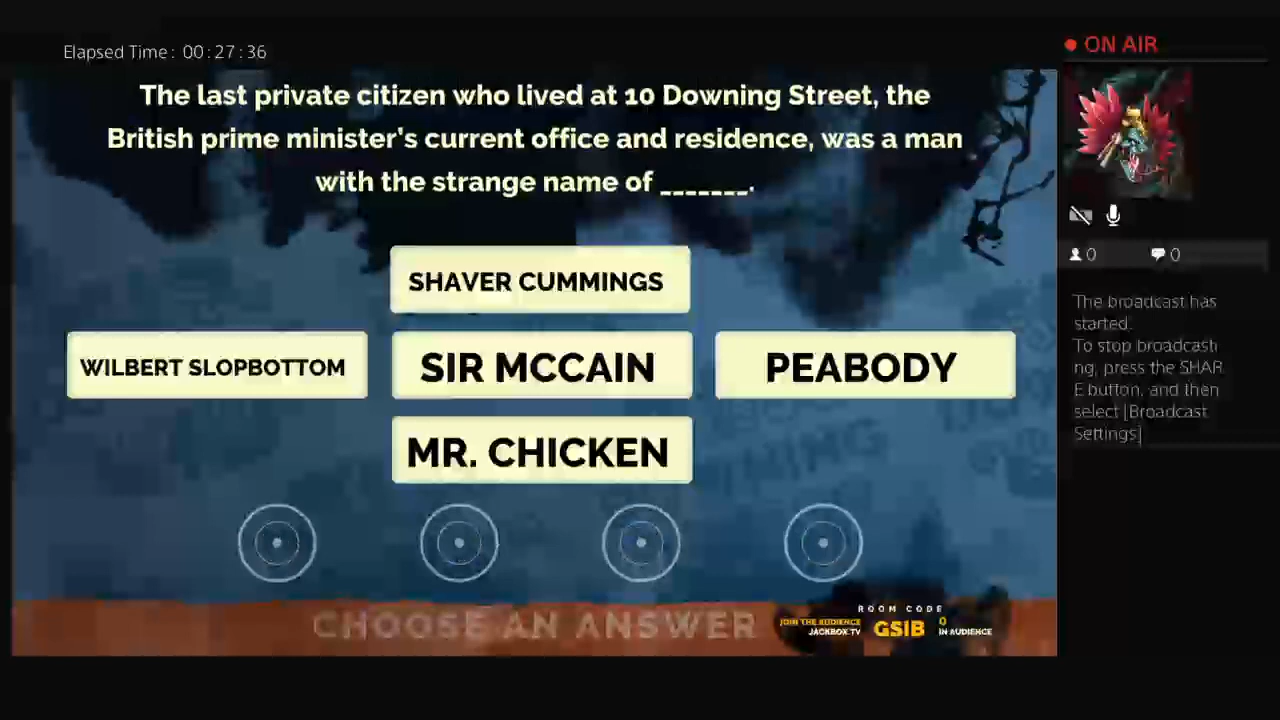 Elapsed Time: 00:27:36
ON AIR
The last private citizen who lived at 10 Downing Street, the
British prime minister's current office and residence, was a man
with the strange name of _______.
SHAVER CUMMINGS
WILBERT SLOPBOTTOM
SIR MCCAIN
PEABODY
MR. CHICKEN
CHOOSE AN ANSWER
JOIN THE AUDIENCE
JACKBOX.TV
ROOM CODE
GSIB
0
IN AUDIENCE
0
0
The broadcast has
started.
To stop broadcasti
ng, press the SHAR
E button, and then
select [Broadcast
Settings]